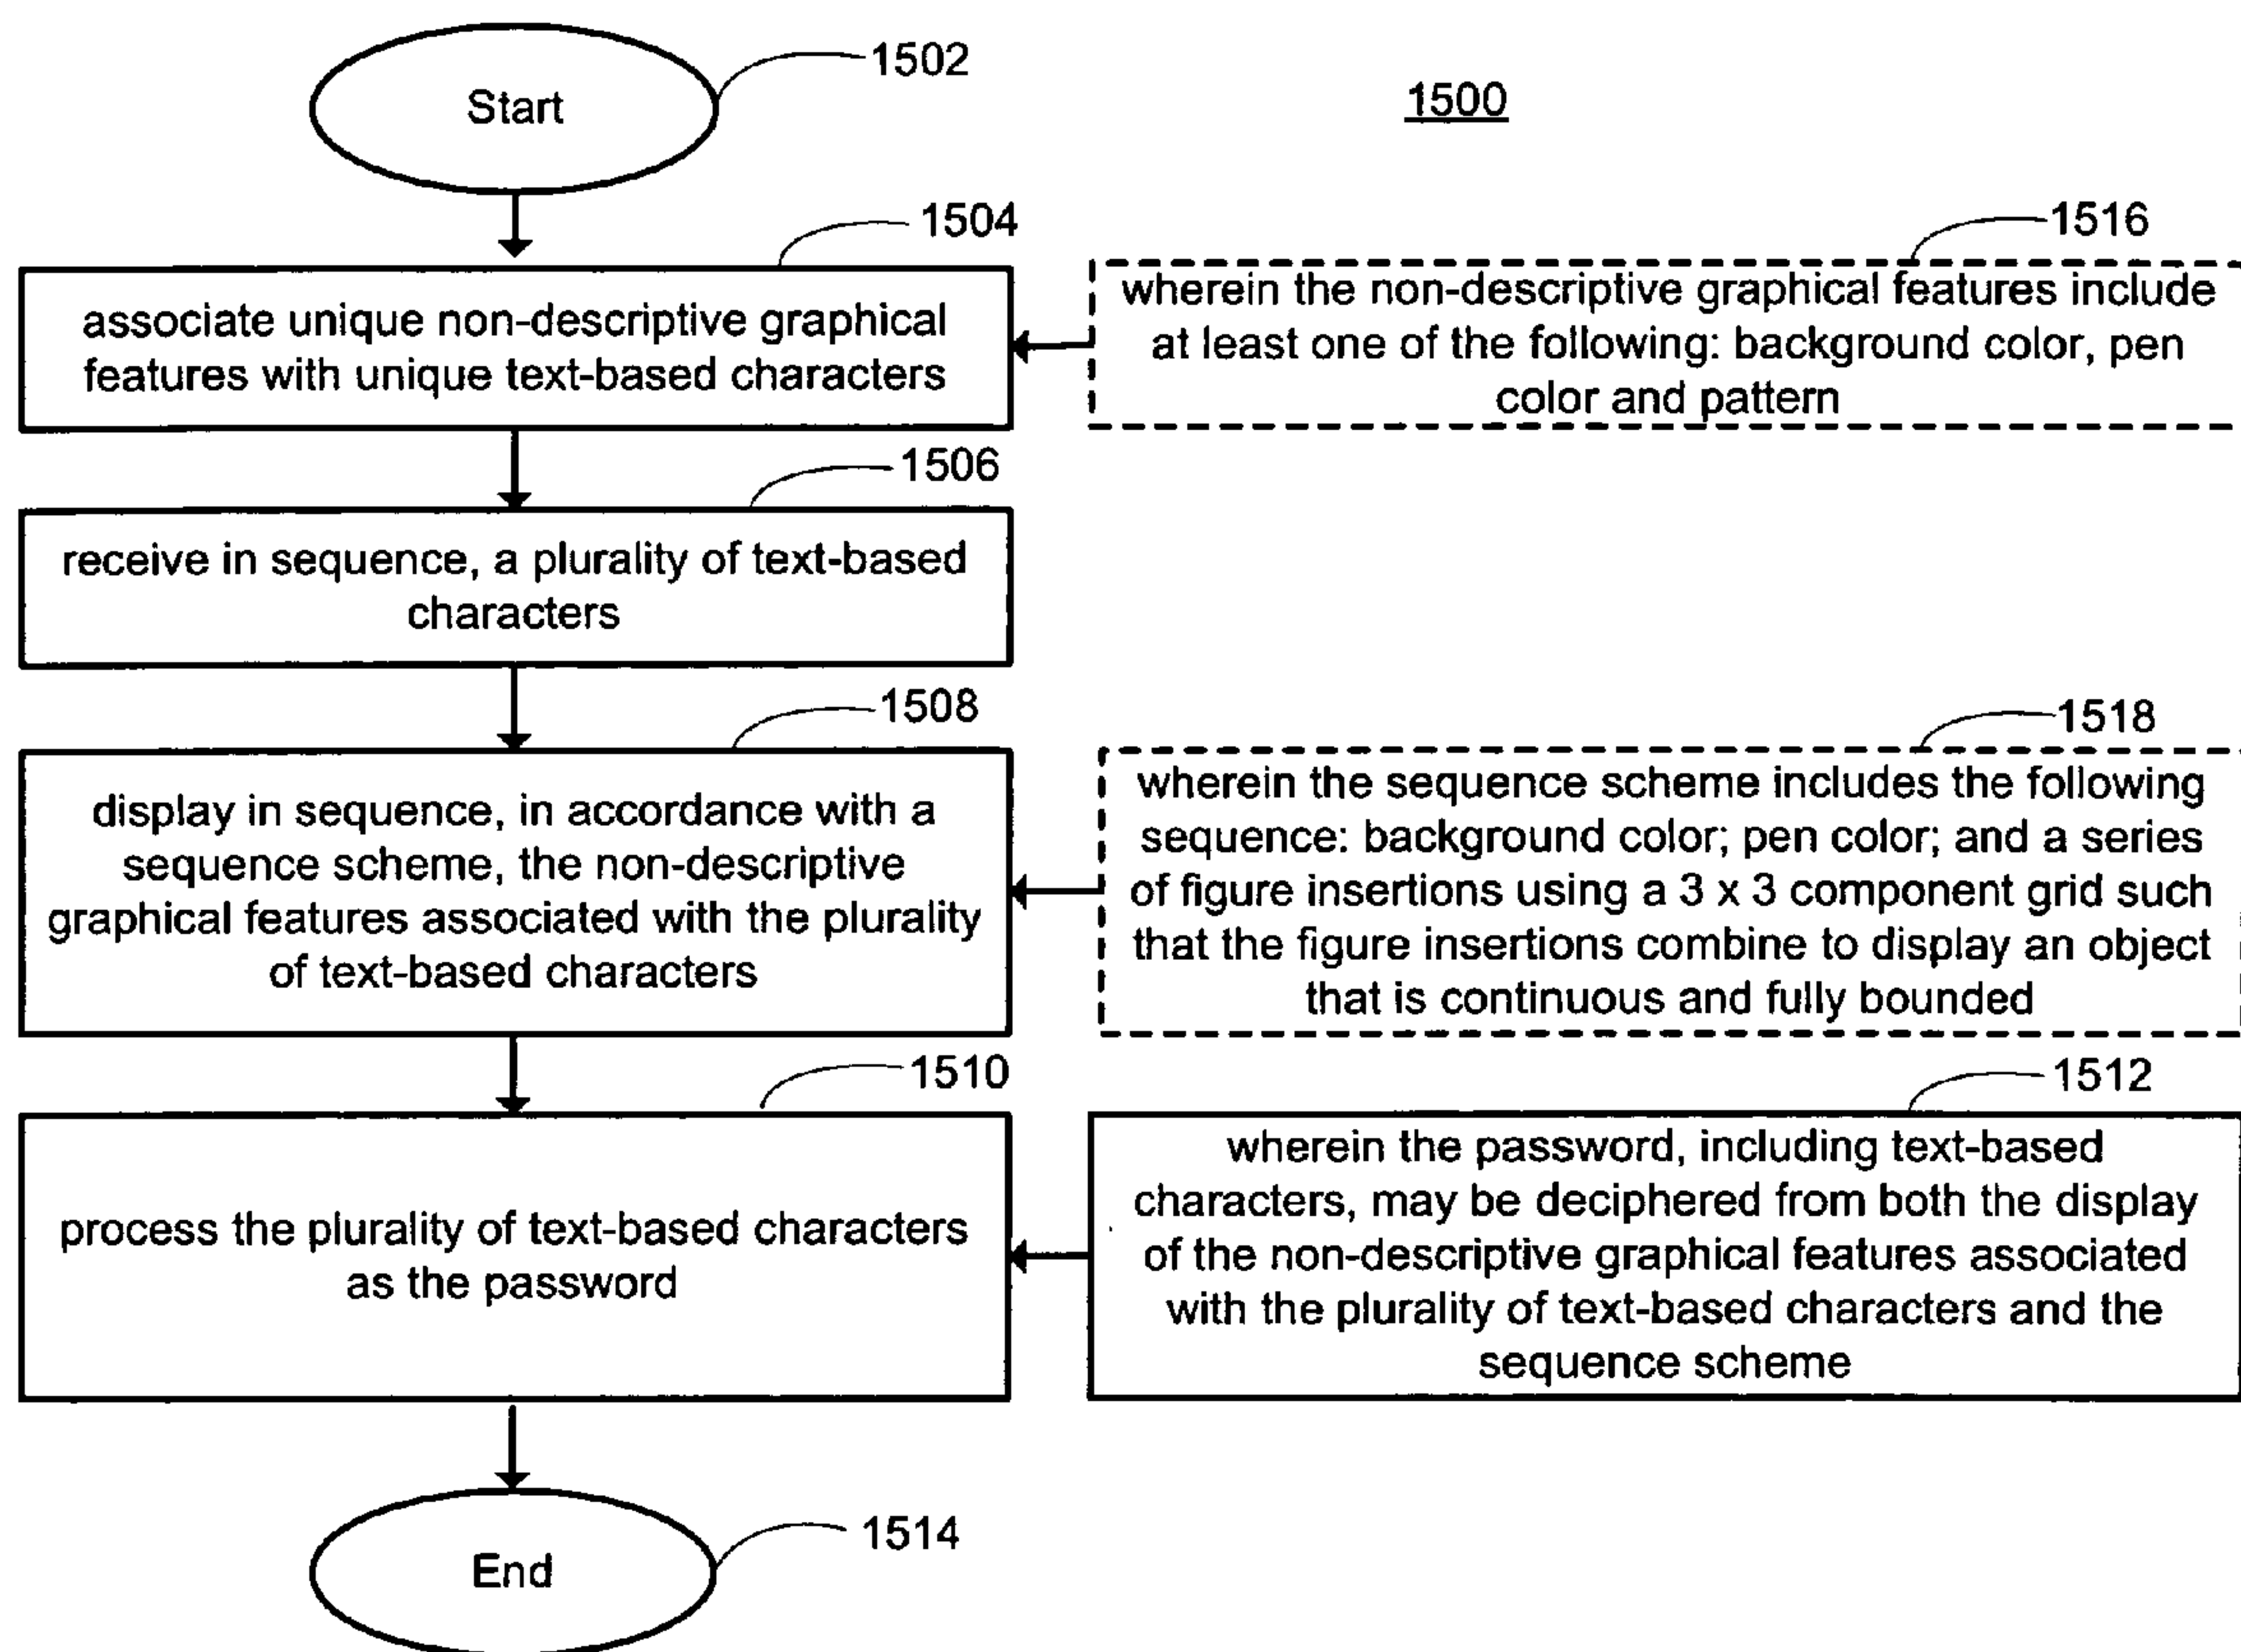 1502
Start
1500
1504
1516
associate unique non-descriptive graphical
features with unique text-based characters
wherein the non-descriptive graphical features include
at least one of the following: background color, pen
color and pattern
1506
receive in sequence, a plurality of text-based
characters
1508
1518
display in sequence, in accordance with a
sequence scheme, the non-descriptive
graphical features associated with the plurality
of text-based characters
wherein the sequence scheme includes the following
sequence: background color; pen color; and a series
of figure insertions using a 3 x 3 component grid such
that the figure insertions combine to display an object
that is continuous and fully bounded
1510
1512
process the plurality of text-based characters
as the password
wherein the password, including text-based
characters, may be deciphered from both the display
of the non-descriptive graphical features associated
with the plurality of text-based characters and the
sequence scheme
1514
End